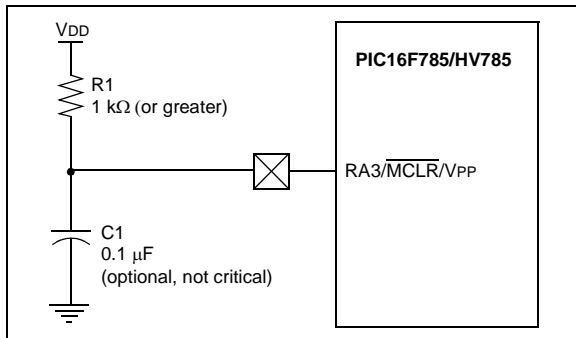 VDD
R1
1 kΩ (or greater)
C1
0.1 μF
(optional, not critical)
PIC16F785/HV785
RA3/MCLR/VPP